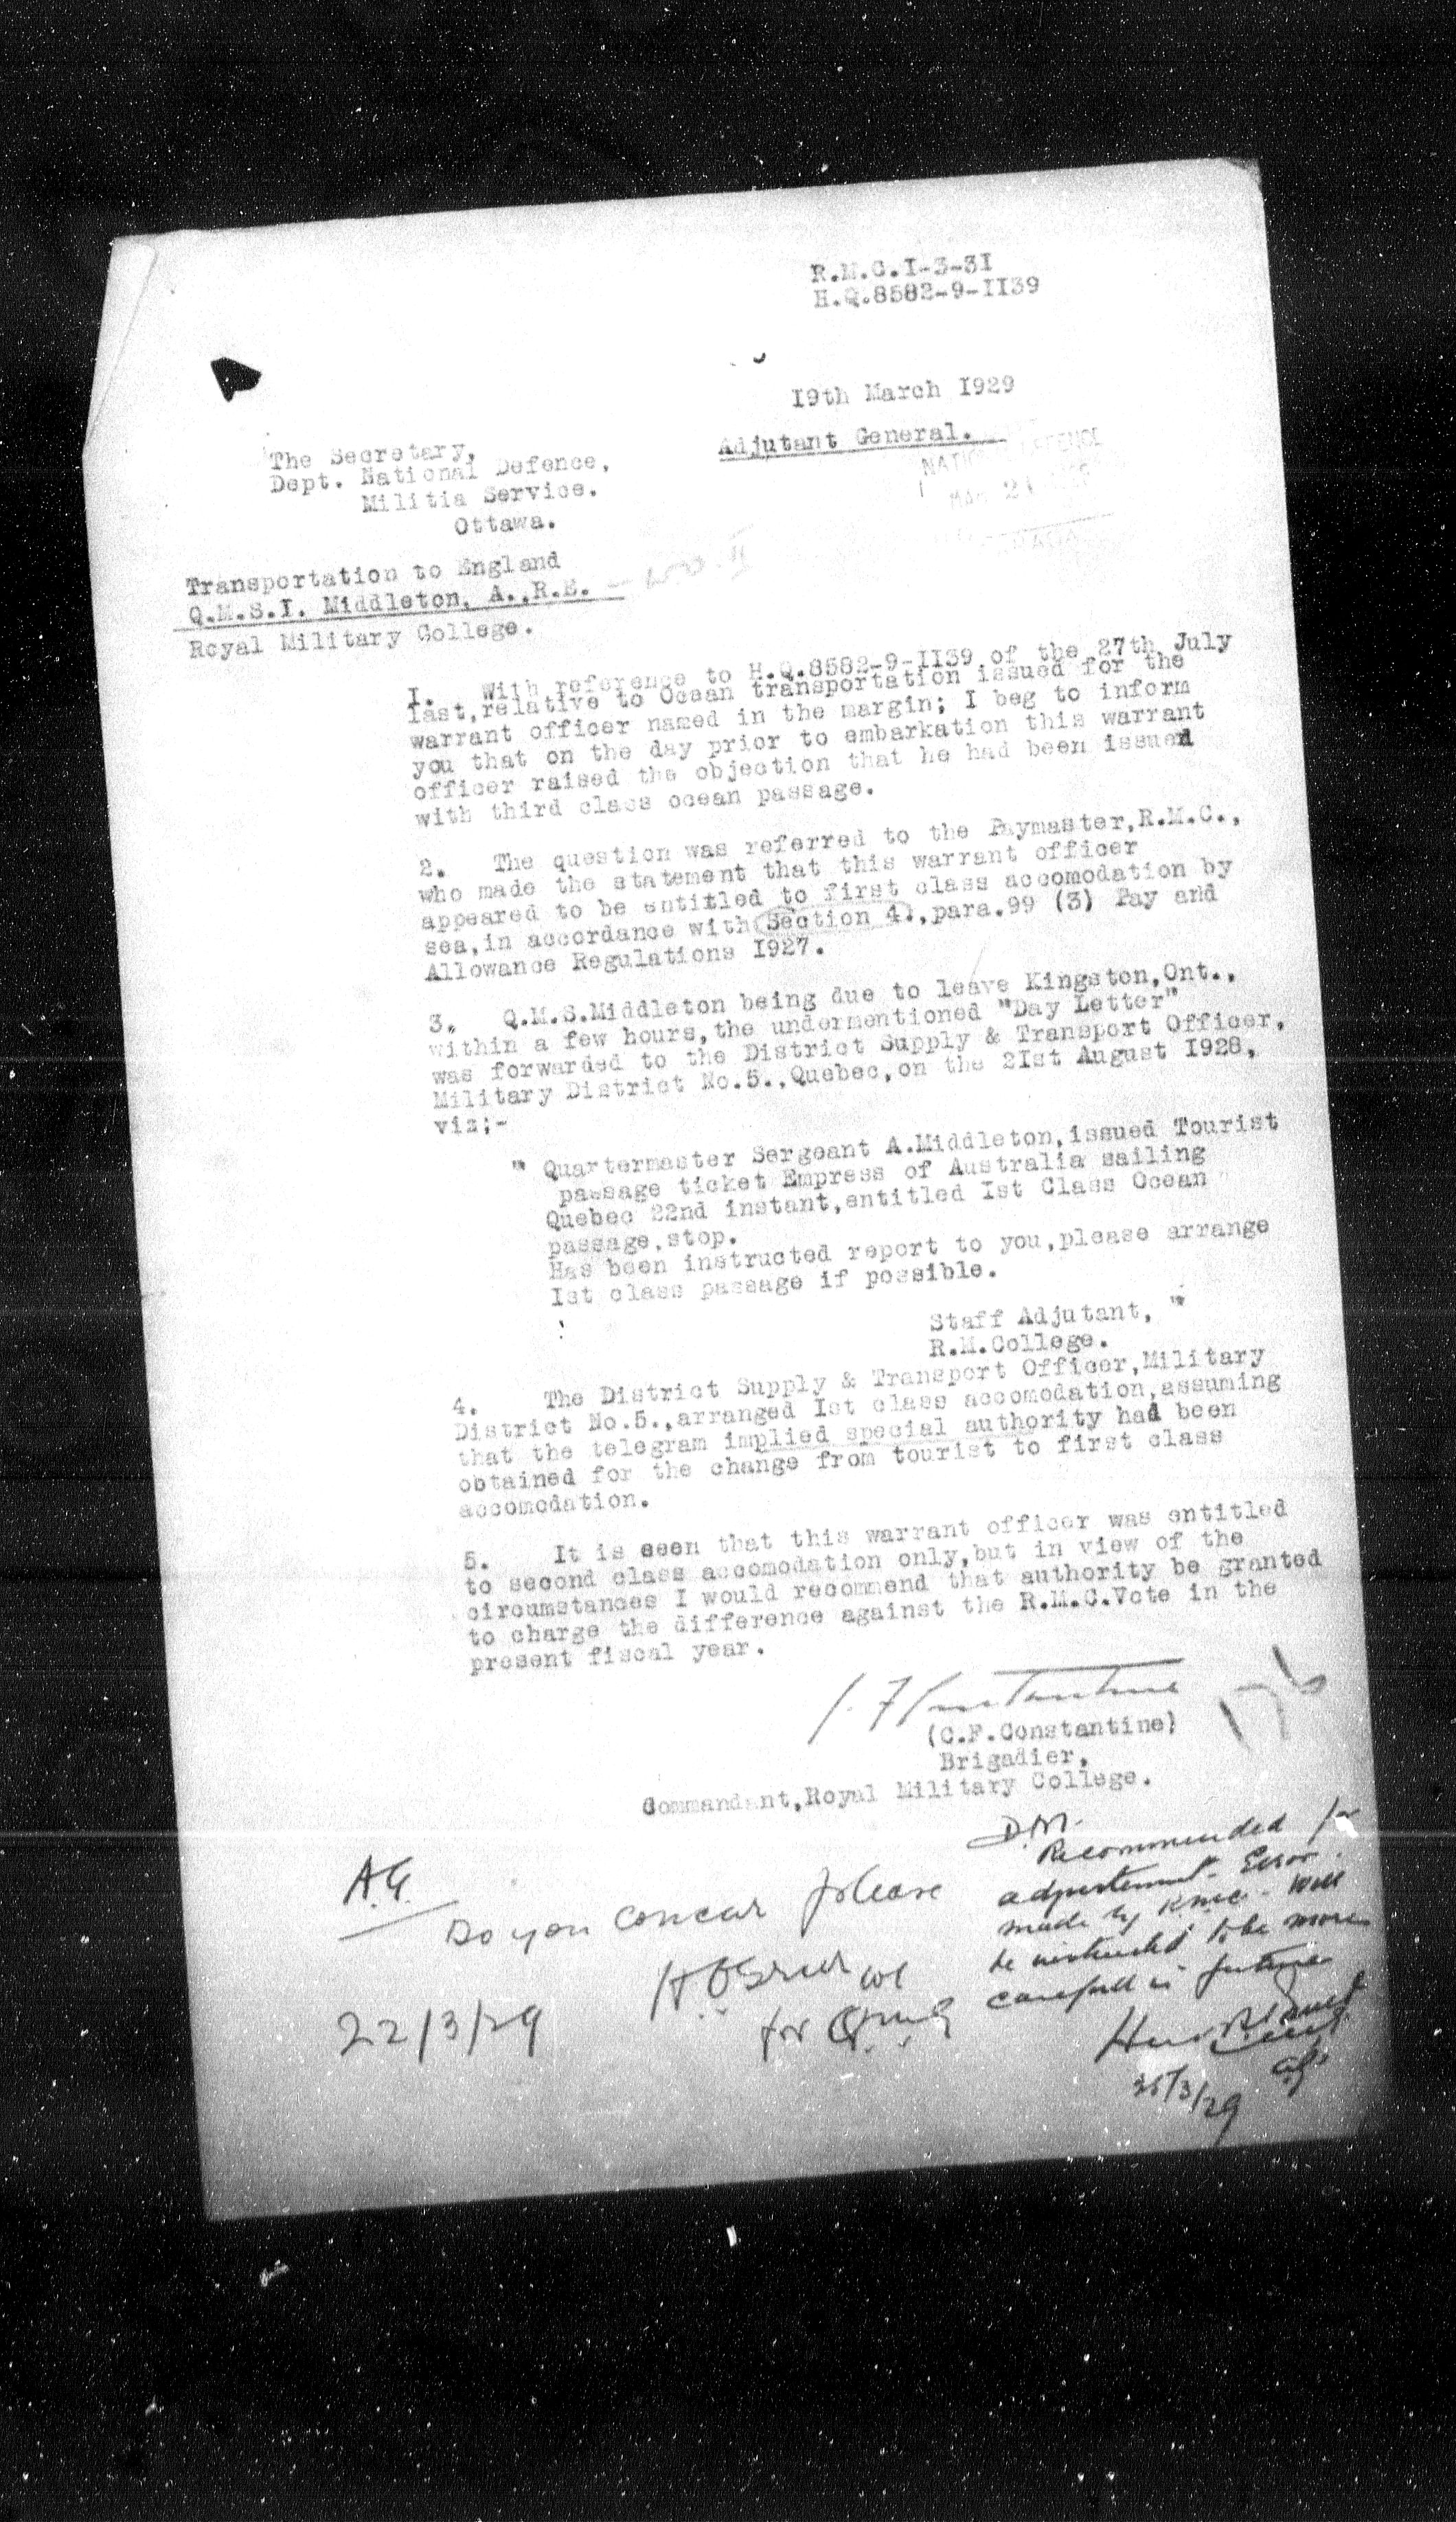 R.M.C.I-3-3I
H.Q.8582-9-II39
I9th March I929
Adjutant General.
The Secretary,
Dept. National Defence,
Militia Service.
Ottawa.
MAR 21
CANADA
Transportation to England
Q.M.S.I. Middleton, A.,R.E.
Royal Military College.
I. With reference to H.Q.8582-9-II39 of the 27th July
last,relative to Ocean transportation issued for the
warrant officer named in the margin; I beg to inform
you that on the day prior to embarkation this warrant
officer raised the objection that he had been issued
with third class ocean passage.
2. The question was referred to the Paymaster,R.M.C.,
who made the statement that this warrant officer
appeared to be entitled to first class accomodation by
sea,in accordance with Section 4.,para.99 (3) Pay and
Allowance Regulations I927.
3. Q.M.S.Middleton being due to leave Kingston,Ont.,
within a few hours,the undermentioned "Day Letter"
was forwarded to the District Supply & Transport Officer,
Military District No.5.,Quebec,on the 2Ist August I928,
viz;-
" Quartermaster Sergeant A.Middleton,issued Tourist
passage ticket Empress of Australia sailing
Quebec 22nd instant,entitled Ist Class Ocean
passage.stop.
Has been instructed report to you,please arrange
Ist class passage if possible.
Staff Adjutant, "
R.M.College.
4. The District Supply & Transport Officer,Military
District No.5.,arranged Ist class accomodation,assuming
that the telegram implied special authority had been
obtained for the change from tourist to first class
accomodation.
5. It is seen that this warrant officer was entitled
to second class accomodation only,but in view of the
circumstances I would recommend that authority be granted
to charge the difference against the R.M.C.Vote in the
present fiscal year.
C.F.Constantine
(C.F.Constantine)
Brigadier,
Commandant,Royal Military College.
A.G.
Do you concur please
for QMG
22/3/29
D.M.
Recommended for
adjustment. Error
made by RMC. Will
be instructed to be more
careful in future
AG
25/3/29